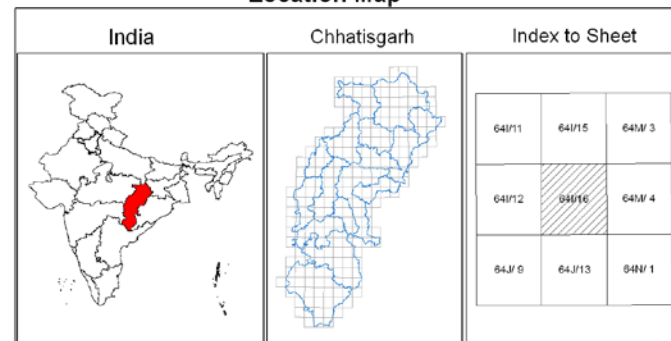 Location Map
India
Chhatisgarh
Index to Sheet
64I/11 64I/15 64M/ 3
64I/12 64I/16 64M/ 4
64J/ 9 64J/13 64N/ 1